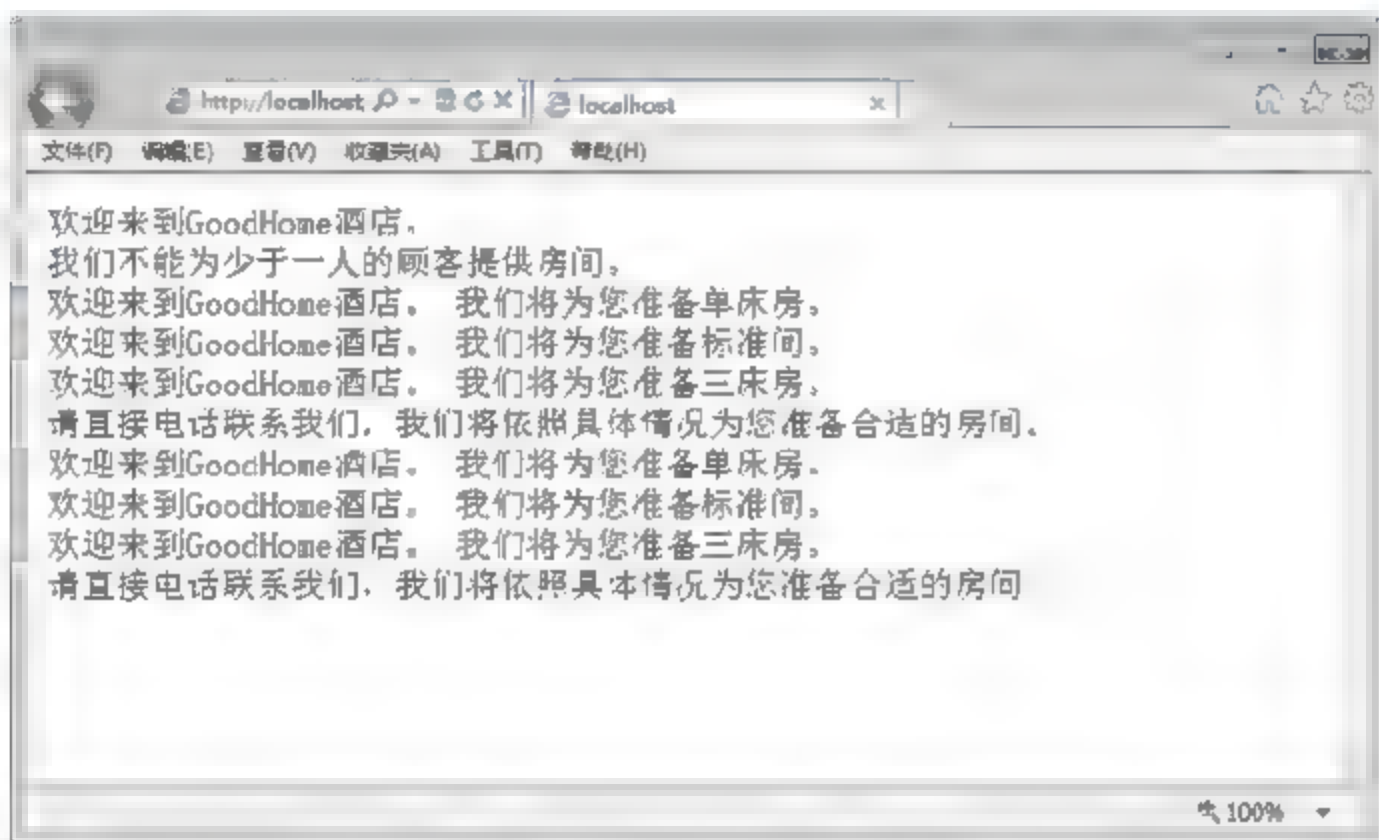 http://localhost
localhost
文件(F) 编辑(E) 查看(V) 收藏夹(A) 工具(T) 帮助(H)
欢迎来到GoodHome酒店。
我们不能为少于一人的顾客提供房间。
欢迎来到GoodHome酒店。 我们将为您准备单床房。
欢迎来到GoodHome酒店。 我们将为您准备标准间。
欢迎来到GoodHome酒店。 我们将为您准备三床房。
请直接电话联系我们,我们将依照具体情况为您准备合适的房间。
欢迎来到GoodHome酒店。 我们将为您准备单床房。
欢迎来到GoodHome酒店。 我们将为您准备标准间。
欢迎来到GoodHome酒店。 我们将为您准备三床房。
请直接电话联系我们,我们将依照具体情况为您准备合适的房间
100%